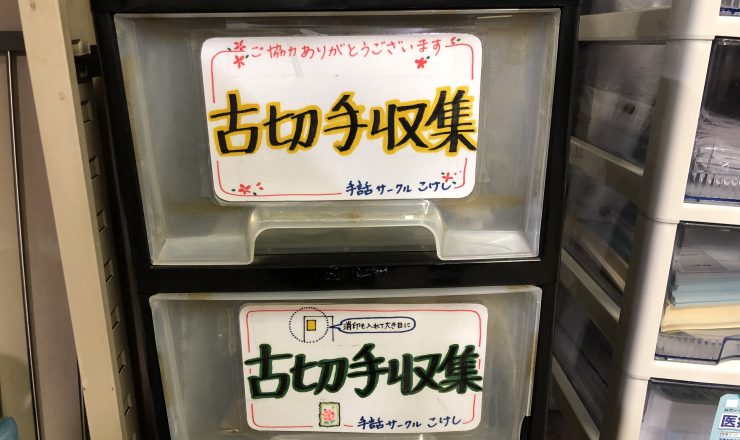 ご協力ありがとうございます
古切手収集
手話サークル こけし
消印も入れて大き目に
古切手収集
手話サークル こけし